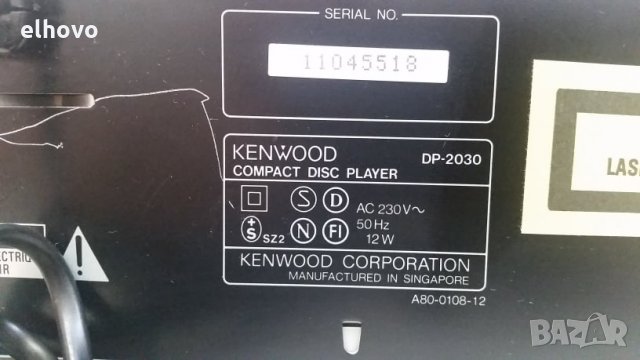 elhovo
SERIAL NO.
11045518
KENWOOD DP-2030
COMPACT DISC PLAYER
S D AC 230V~
50 Hz
+S SZ2 N FI 12 W
KENWOOD CORPORATION
MANUFACTURED IN SINGAPORE
A80-0108-12
BAZAR